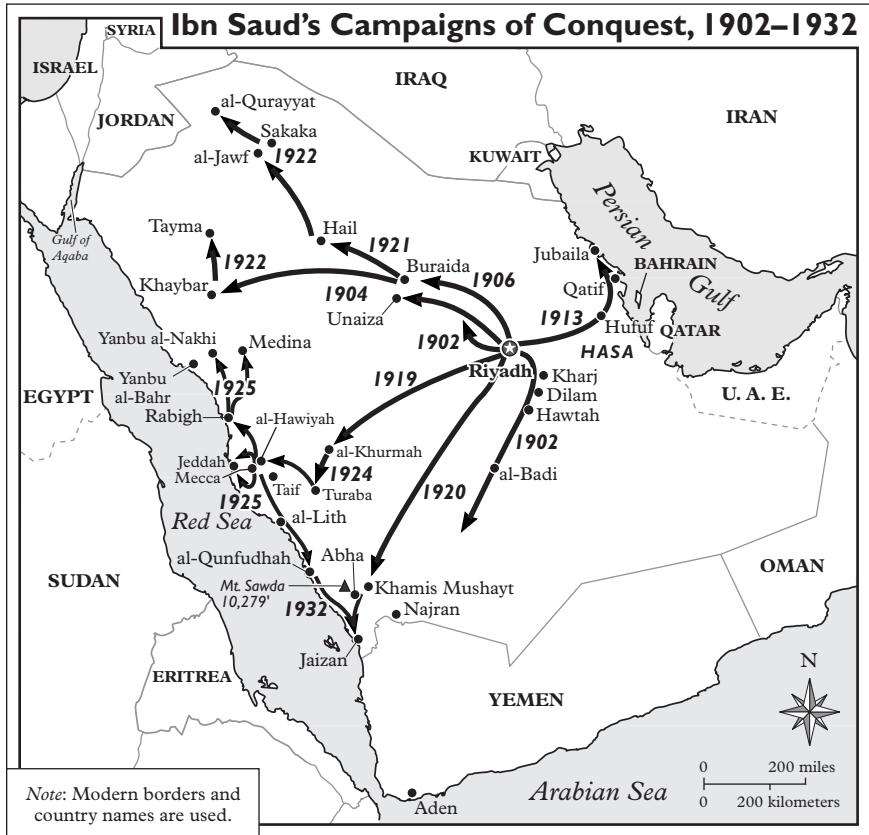 Ibn Saud's Campaigns of Conquest, 1902–1932
SYRIA
ISRAEL
IRAQ
JORDAN
IRAN
al-Qurayyat
Sakaka
al-Jawf
1922
KUWAIT
Persian
Gulf
Gulf of
Aqaba
Tayma
Hail
1921
Jubaila
BAHRAIN
1922
Buraida
1906
Khaybar
1904
Qatif
Unaiza
1913
Hufuf
QATAR
Yanbu al-Nakhi
Medina
1902
HASA
Riyadh
Yanbu
al-Bahr
1925
1919
Kharj
EGYPT
Dilam
U. A. E.
Rabigh
al-Hawiyah
Hawtah
al-Khurmah
1902
Jeddah
Mecca
1924
al-Badi
Taif
Turaba
1920
1925
Red Sea
al-Lith
al-Qunfudhah
Abha
OMAN
SUDAN
Mt. Sawda
10,279'
Khamis Mushayt
1932
Najran
Jaizan
N
ERITREA
YEMEN
0 200 miles
0 200 kilometers
Arabian Sea
Aden
Note: Modern borders and
country names are used.